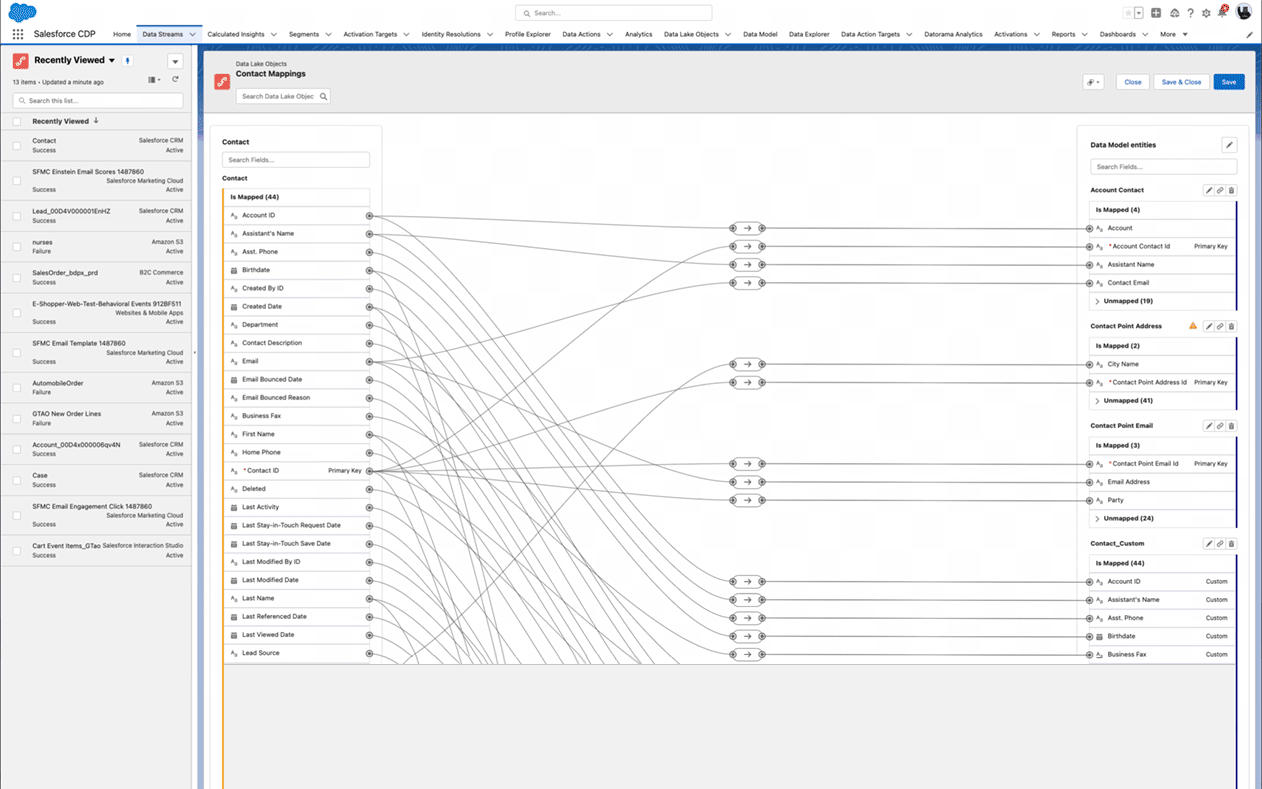 Search...
Salesforce CDP
Home
Data Streams
Calculated Insights
Segments
Activation Targets
Identity Resolutions
Profile Explorer
Data Actions
Analytics
Data Lake Objects
Data Model
Data Explorer
Data Action Targets
Datorama Analytics
Activations
Reports
Dashboards
More
Recently Viewed
13 items • Updated a minute ago
Search this list...
Recently Viewed
Contact Salesforce CRM
Success Active
SFMC Einstein Email Scores 1487860
Salesforce Marketing Cloud
Success Active
Lead_00D4V000001EnHZ Salesforce CRM
Success Active
nurses Amazon S3
Failure Active
SalesOrder_bdpx_prd B2C Commerce
Success Active
E-Shopper-Web-Test-Behavioral Events 912BF511
Websites & Mobile Apps
Success Active
SFMC Email Template 1487860
Salesforce Marketing Cloud
Success Active
AutomobileOrder Amazon S3
Failure Active
GTAO New Order Lines Amazon S3
Failure Active
Account_00D4x000006qv4N Salesforce CRM
Success Active
Case Salesforce CRM
Success Active
SFMC Email Engagement Click 1487860
Salesforce Marketing Cloud
Success Active
Cart Event Items_GTao Salesforce Interaction Studio
Success Active
Data Lake Objects
Contact Mappings
Search Data Lake Objec
Close
Save & Close
Save
Contact
Search Fields...
Contact
Is Mapped (44)
Account ID
Assistant's Name
Asst. Phone
Birthdate
Created By ID
Created Date
Department
Contact Description
Email
Email Bounced Date
Email Bounced Reason
Business Fax
First Name
Home Phone
* Contact ID Primary Key
Deleted
Last Activity
Last Stay-in-Touch Request Date
Last Stay-in-Touch Save Date
Last Modified By ID
Last Modified Date
Last Name
Last Referenced Date
Last Viewed Date
Lead Source
Data Model entities
Search Fields...
Account Contact
Is Mapped (4)
Account
* Account Contact Id Primary Key
Assistant Name
Contact Email
Unmapped (19)
Contact Point Address
Is Mapped (2)
City Name
* Contact Point Address Id Primary Key
Unmapped (41)
Contact Point Email
Is Mapped (3)
* Contact Point Email Id Primary Key
Email Address
Party
Unmapped (24)
Contact_Custom
Is Mapped (44)
Account ID Custom
Assistant's Name Custom
Asst. Phone Custom
Birthdate Custom
Business Fax Custom